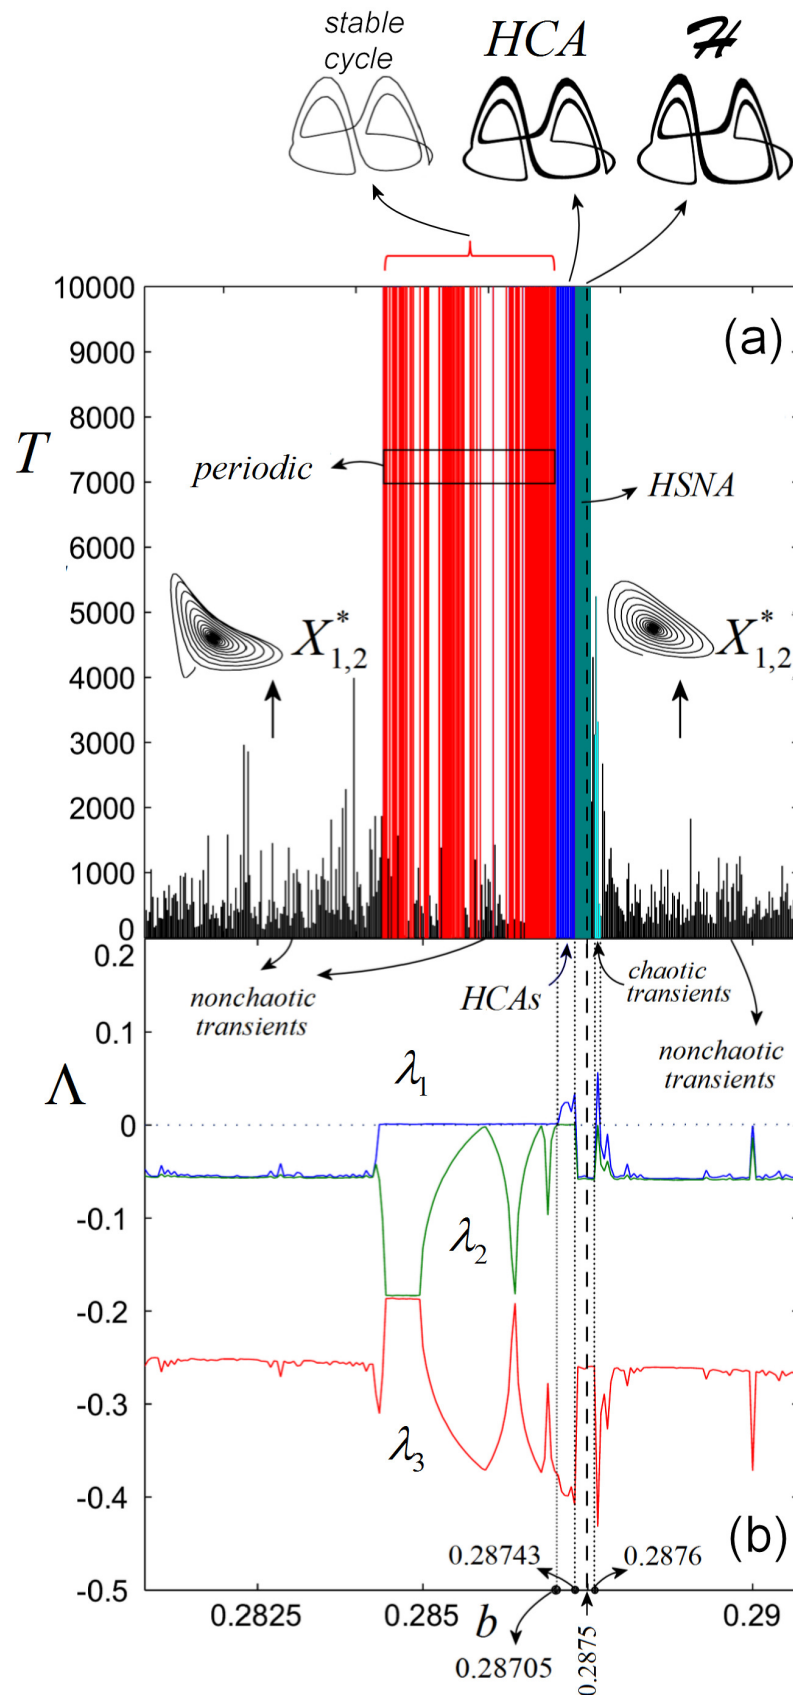 stable
cycle
HCA
ℋ
10000
9000
8000
7000
6000
5000
4000
3000
2000
1000
0
T
(a)
periodic
HSNA
X*1,2
X*1,2
0.2
0.1
0
-0.1
-0.2
-0.3
-0.4
-0.5
Λ
nonchaotic
transients
HCAs
chaotic
transients
nonchaotic
transients
λ1
λ2
λ3
(b)
0.28743
0.2876
0.2825
0.285
b
0.29
0.28705
0.2875